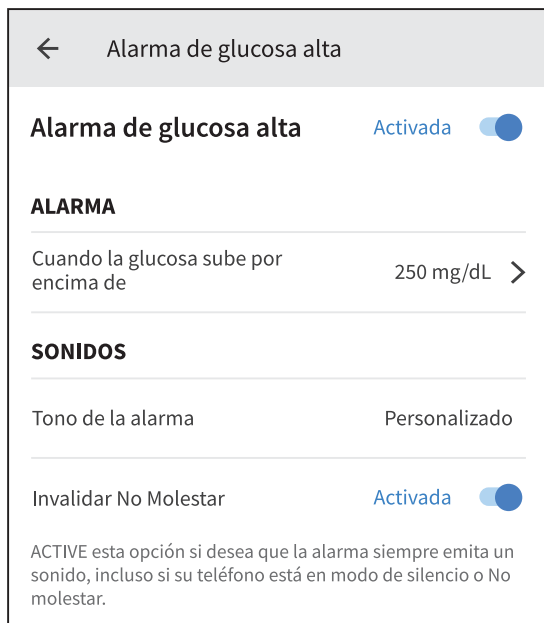 Alarma de glucosa alta
Alarma de glucosa alta Activada
ALARMA
Cuando la glucosa sube por
encima de 250 mg/dL
SONIDOS
Tono de la alarma Personalizado
Invalidar No Molestar Activada
ACTIVE esta opción si desea que la alarma siempre emita un
sonido, incluso si su teléfono está en modo de silencio o No
molestar.